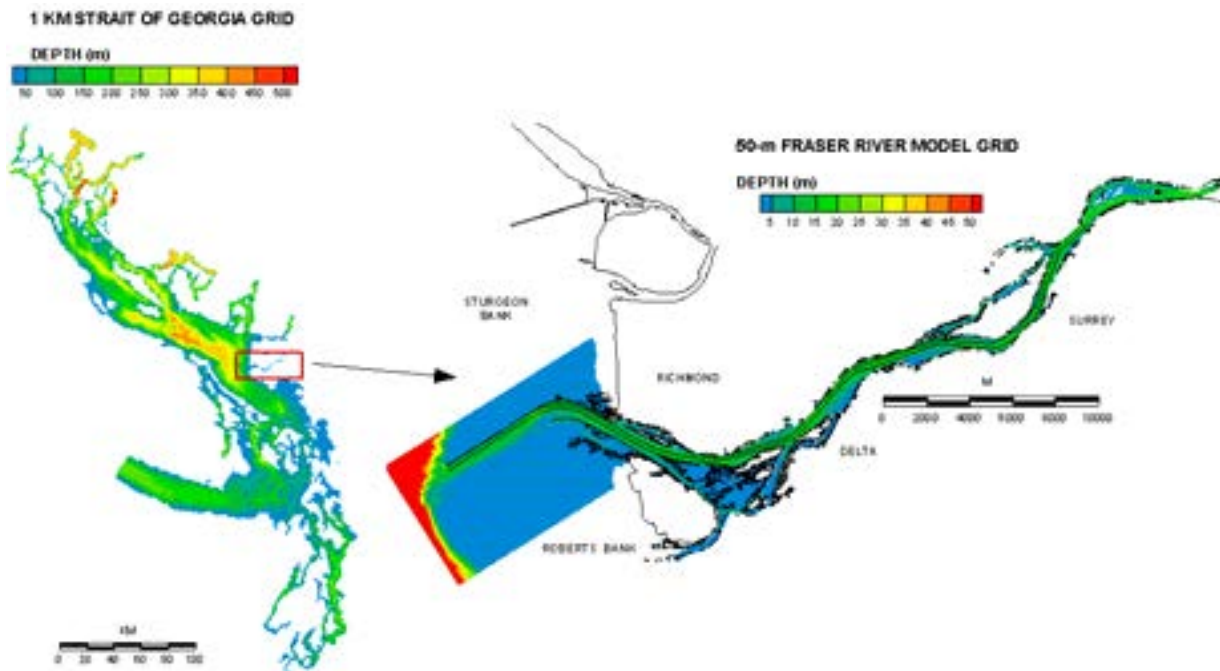 1 KM STRAIT OF GEORGIA GRID
DEPTH (m)
50 100 150 200 250 300 350 400 450 500
50-m FRASER RIVER MODEL GRID
DEPTH (m)
5 10 15 20 25 30 35 40 45 50
STURGEON
BANK
SURREY
RICHMOND
M
0 2000 4000 6000 8000 10000
DELTA
ROBERTS BANK
KM
0 20 40 60 80 100